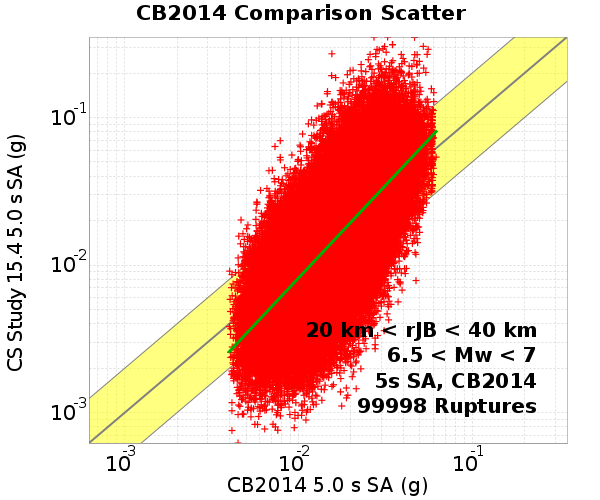 CB2014 Comparison Scatter
CS Study 15.4 5.0 s SA (g)
10-1
10-2
10-3
20 km < rJB < 40 km
6.5 < Mw < 7
5s SA, CB2014
99998 Ruptures
10-3 10-2 10-1
CB2014 5.0 s SA (g)